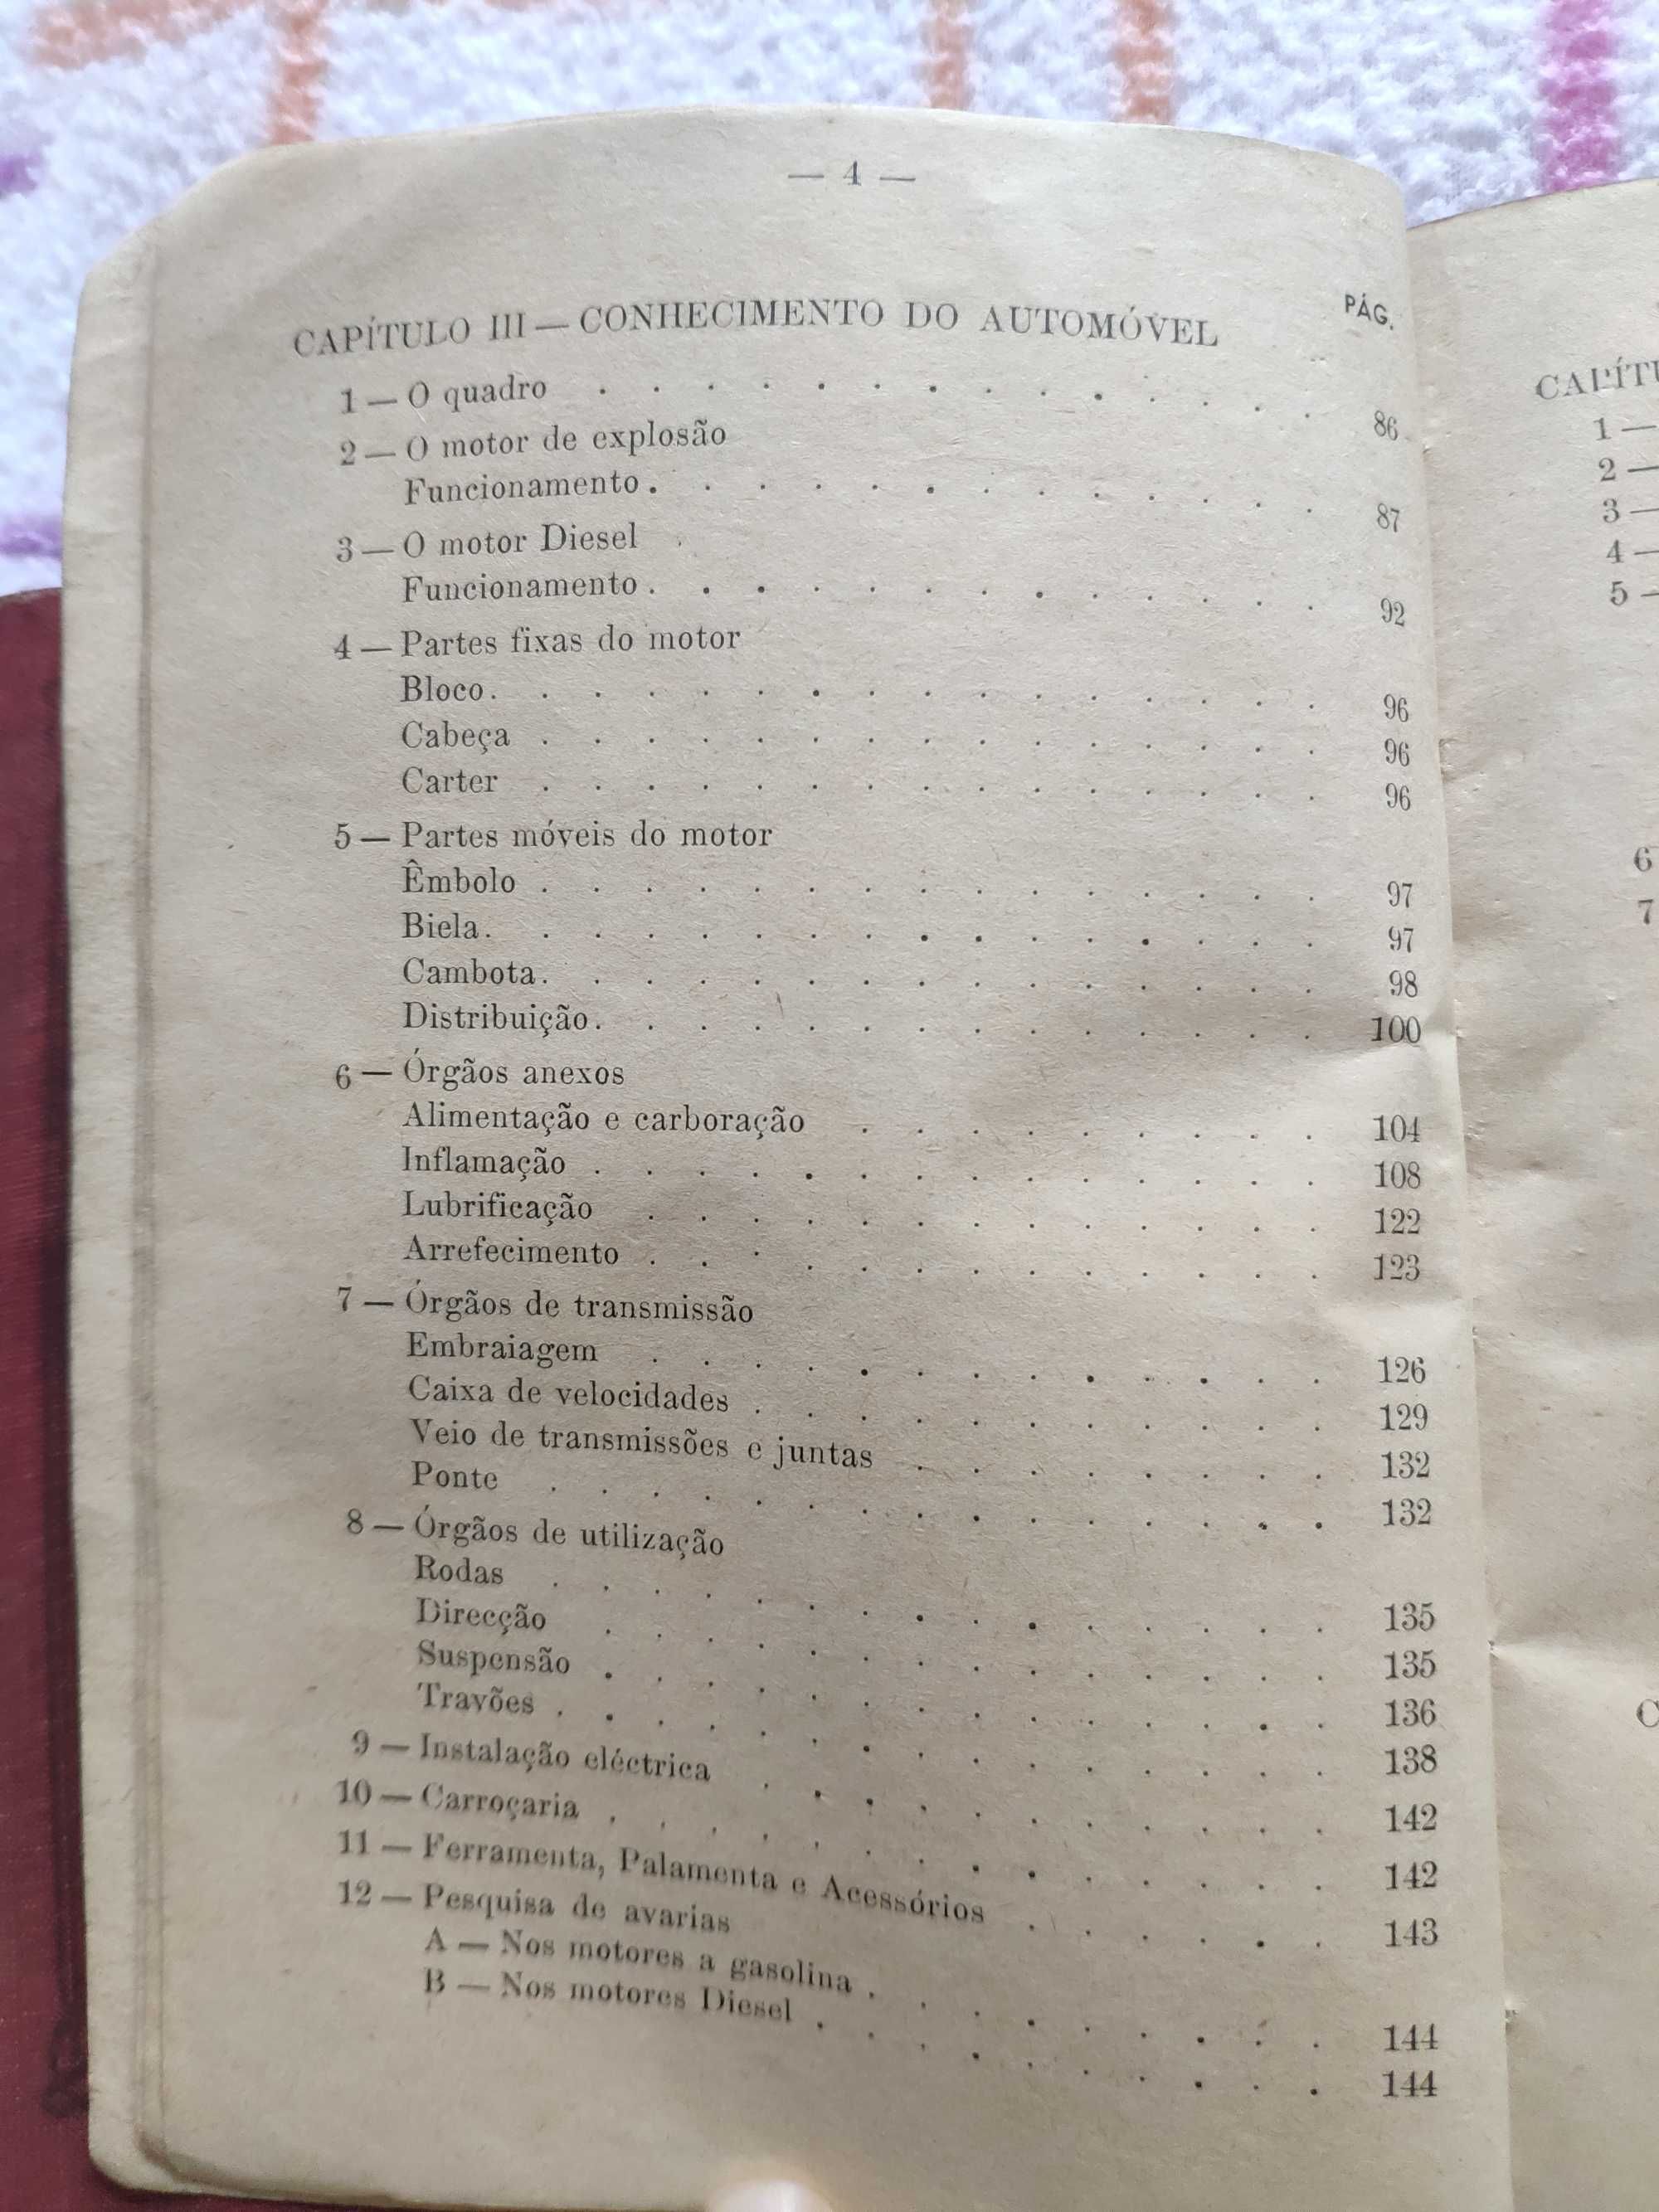 — 4 —
PÁG.
CAPÍTULO III — CONHECIMENTO DO AUTOMÓVEL
1 — O quadro . . . . . . . . . . . . . . 86
2 — O motor de explosão
Funcionamento . . . . . . . . . . . . . 87
3 — O motor Diesel
Funcionamento . . . . . . . . . . . . . 92
4 — Partes fixas do motor
Bloco . . . . . . . . . . . . . . . . 96
Cabeça . . . . . . . . . . . . . . . 96
Carter . . . . . . . . . . . . . . . 96
5 — Partes móveis do motor
Êmbolo . . . . . . . . . . . . . . . 97
Biela . . . . . . . . . . . . . . . . 97
Cambota . . . . . . . . . . . . . . . 98
Distribuição . . . . . . . . . . . . . . 100
6 — Órgãos anexos
Alimentação e carboração . . . . . . . . . 104
Inflamação . . . . . . . . . . . . . . 108
Lubrificação . . . . . . . . . . . . . 122
Arrefecimento . . . . . . . . . . . . . 123
7 — Órgãos de transmissão
Embraiagem . . . . . . . . . . . . . 126
Caixa de velocidades . . . . . . . . . . . 129
Veio de transmissões e juntas . . . . . . . . 132
Ponte . . . . . . . . . . . . . . . 132
8 — Órgãos de utilização
Rodas . . . . . . . . . . . . . . . 135
Direcção . . . . . . . . . . . . . . 135
Suspensão . . . . . . . . . . . . . . 136
Travões . . . . . . . . . . . . . . . 138
9 — Instalação eléctrica . . . . . . . . . . . 142
10 — Carroçaria . . . . . . . . . . . . . . 142
11 — Ferramenta, Palamenta e Acessórios . . . . . . 143
12 — Pesquisa de avarias
A — Nos motores a gasolina . . . . . . . . . 144
B — Nos motores Diesel . . . . . . . . . . 144
1 —
2 —
3 —
4 —
5 —
6
7